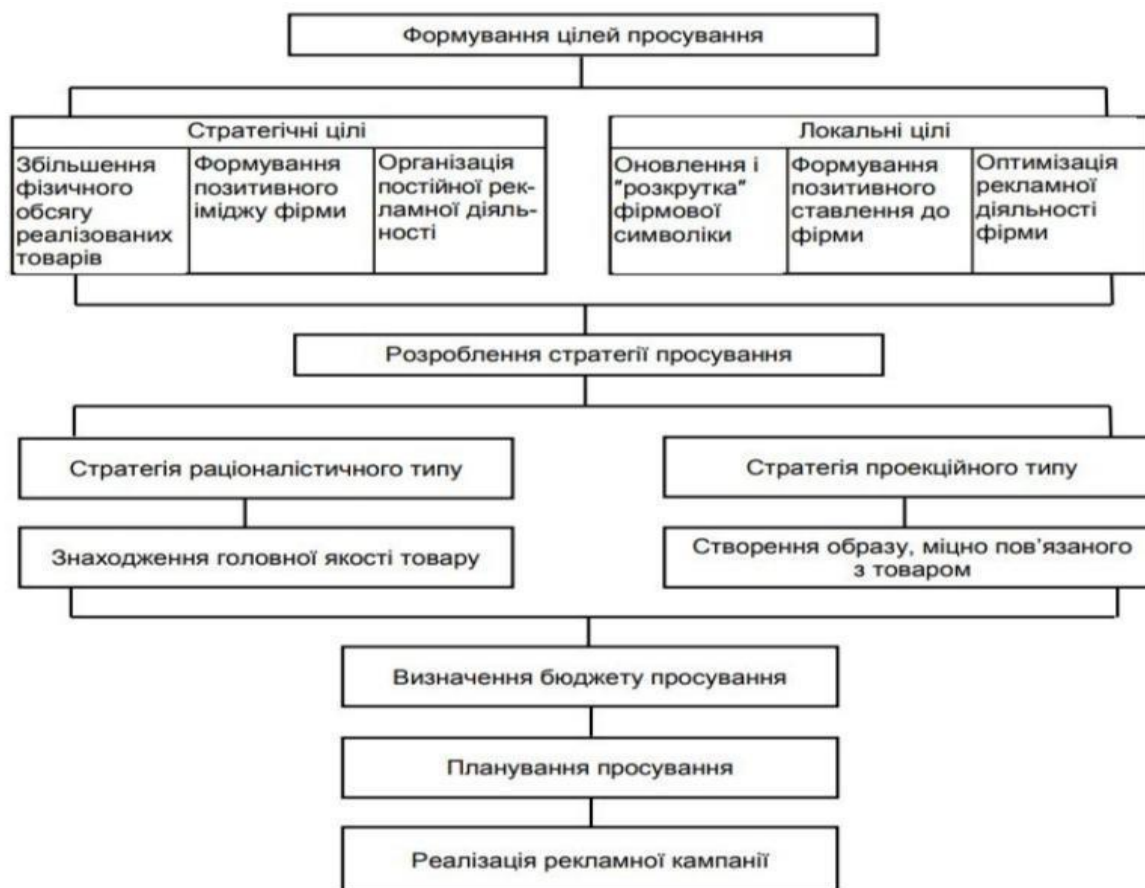 Формування цілей просування
Стратегічні цілі
Збільшення
фізичного
обсягу
реалізованих
товарів
Формування
позитивного
іміджу фірми
Організація
постійної рек-
ламної діяль-
ності
Локальні цілі
Оновлення і
"розкрутка"
фірмової
символіки
Формування
позитивного
ставлення до
фірми
Оптимізація
рекламної
діяльності
фірми
Розроблення стратегії просування
Стратегія раціоналістичного типу
Стратегія проекційного типу
Знаходження головної якості товару
Створення образу, міцно пов’язаного
з товаром
Визначення бюджету просування
Планування просування
Реалізація рекламної кампанії